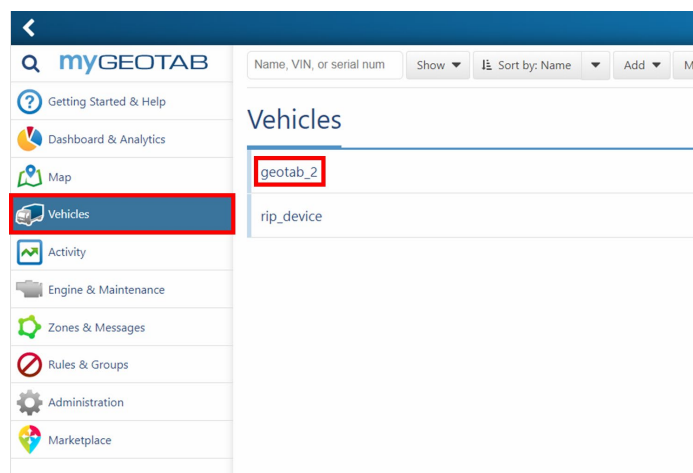 myGEOTAB
Getting Started & Help
Dashboard & Analytics
Map
Vehicles
Activity
Engine & Maintenance
Zones & Messages
Rules & Groups
Administration
Marketplace
Name, VIN, or serial num Show Sort by: Name Add M
Vehicles
geotab_2
rip_device